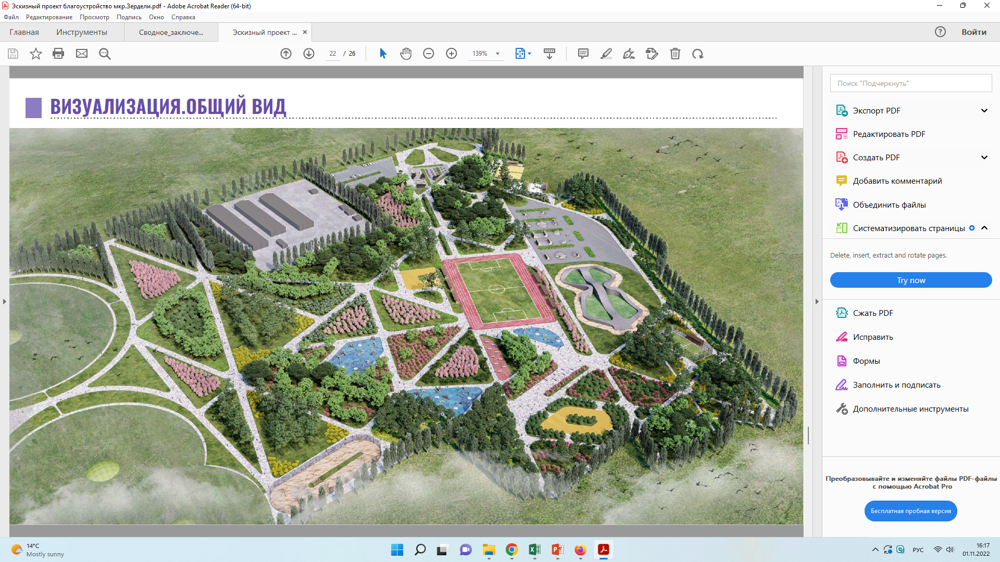 Эскизный проект благоустройство мкр.Зердели.pdf - Adobe Acrobat Reader (64-bit)
Файл Редактирование Просмотр Подпись Окно Справка
Главная Инструменты Сводное_заключе... Эскизный проект ... × ? Войти
22 / 26 139%
ВИЗУАЛИЗАЦИЯ.ОБЩИЙ ВИД
Поиск "Подчеркнуть"
Экспорт PDF
Редактировать PDF
Создать PDF
Добавить комментарий
Объединить файлы
Систематизировать страницы
Delete, insert, extract and rotate pages.
Try now
Сжать PDF
Исправить
Формы
Заполнить и подписать
Дополнительные инструменты
Преобразовывайте и изменяйте файлы PDF-файлы
с помощью Acrobat Pro
Бесплатная пробная версия
14°C
Mostly sunny
РУС
16:17
01.11.2022